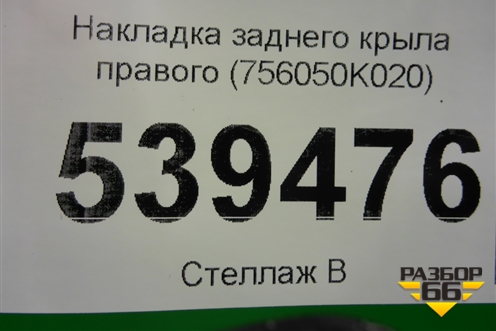 Накладка заднего крыла
правого (756050K020)
539476
Стеллаж В
РАЗБОР
66